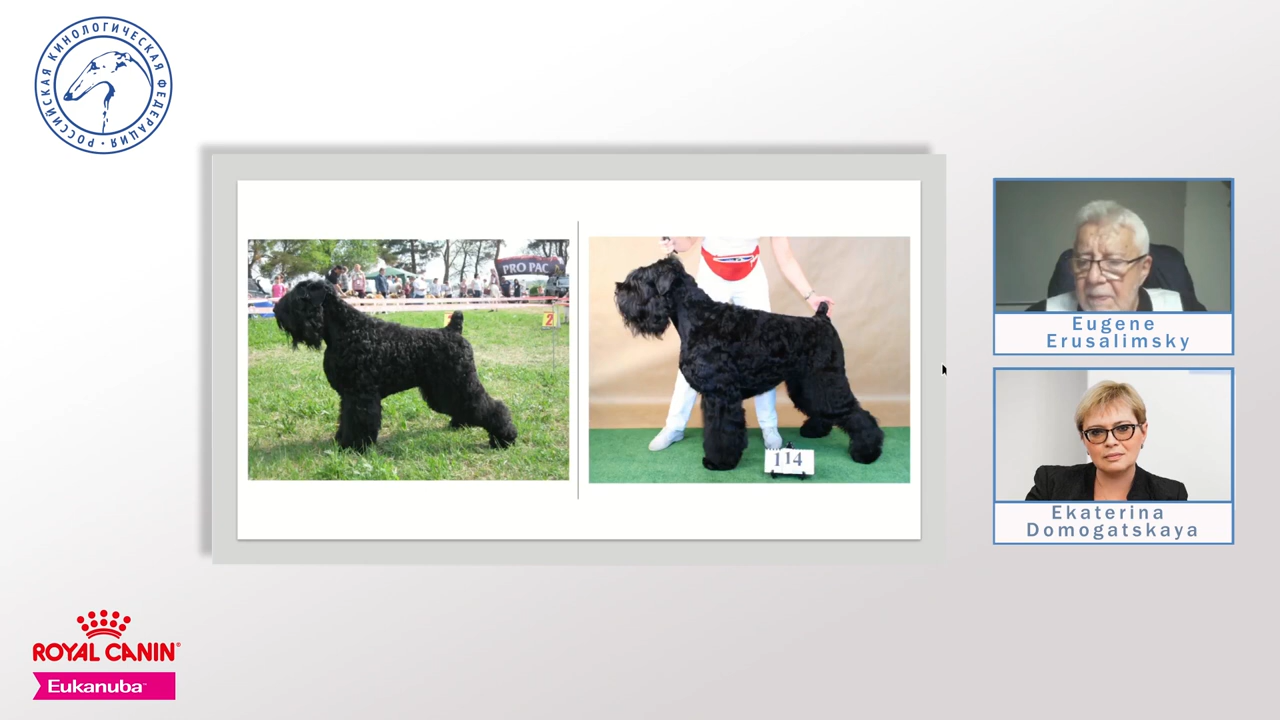 РОССИЙСКАЯ КИНОЛОГИЧЕСКАЯ ФЕДЕРАЦИЯ
PRO PAC
2
114
Eugene
Erusalimsky
Ekaterina
Domogatskaya
ROYAL CANIN
Eukanuba